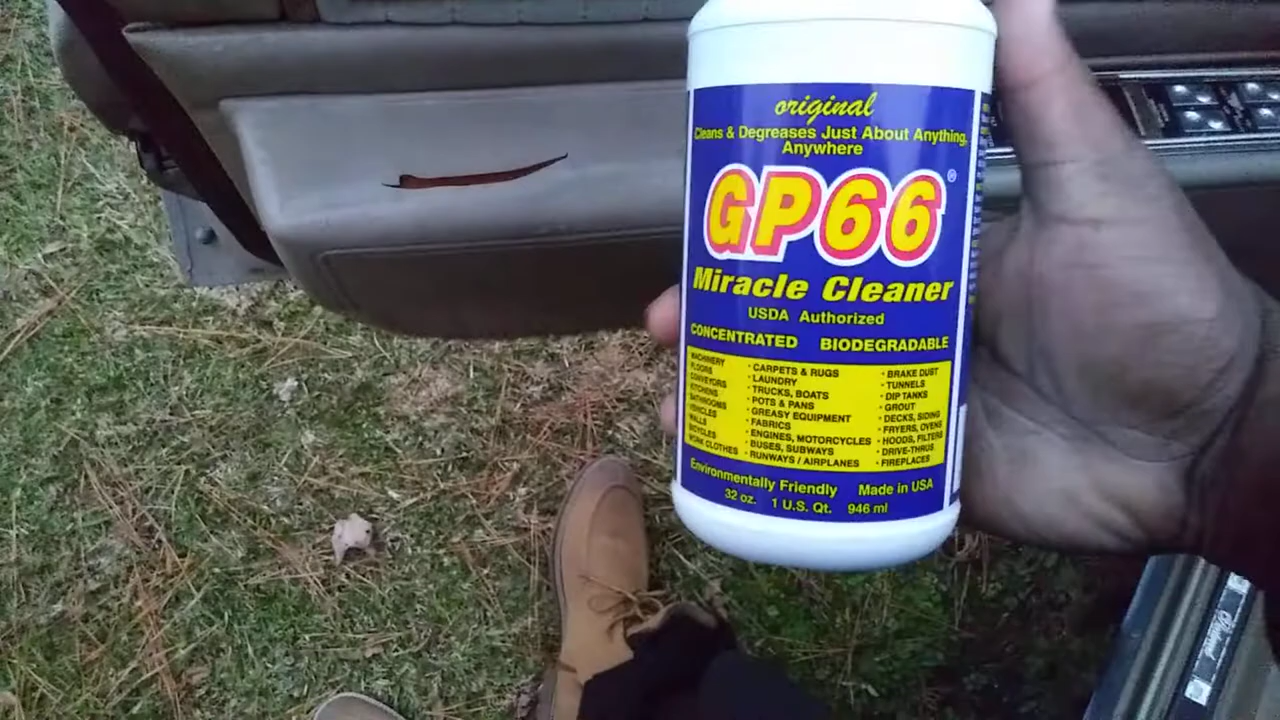 original
Cleans & Degreases Just About Anything,
Anywhere
GP66®
Miracle Cleaner
USDA Authorized
CONCENTRATED BIODEGRADABLE
MACHINERY
FLOORS
CONVEYORS
KITCHENS
BATHROOMS
VEHICLES
WALLS
BICYCLES
WORK CLOTHES
• CARPETS & RUGS
• LAUNDRY
• TRUCKS, BOATS
• POTS & PANS
• GREASY EQUIPMENT
• FABRICS
• ENGINES, MOTORCYCLES
• BUSES, SUBWAYS
• RUNWAYS / AIRPLANES
• BRAKE DUST
• TUNNELS
• DIP TANKS
• GROUT
• DECKS, SIDING
• FRYERS, OVENS
• HOODS, FILTERS
• DRIVE-THRUS
• FIREPLACES
Environmentally Friendly Made in USA
32 oz. 1 U.S. Qt. 946 ml